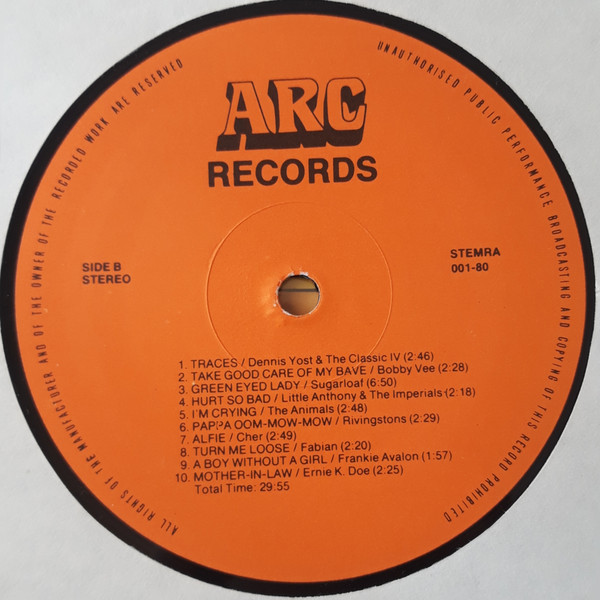 ALL RIGHTS OF THE MANUFACTURER AND OF THE OWNER OF THE RECORDED WORK ARE RESERVED
UNAUTHORISED PUBLIC PERFORMANCE BROADCASTING AND COPYING OF THIS RECORD PROHIBITED
ARC
RECORDS
SIDE B
STEREO
STEMRA
001-80
1. TRACES / Dennis Yost & The Classic IV (2:46)
2. TAKE GOOD CARE OF MY BAVE / Bobby Vee (2:28)
3. GREEN EYED LADY / Sugarloaf (6:50)
4. HURT SO BAD / Little Anthony & The Imperials (2:18)
5. I'M CRYING / The Animals (2:48)
6. PAPPA OOM-MOW-MOW / Rivingstons (2:29)
7. ALFIE / Cher (2:49)
8. TURN ME LOOSE / Fabian (2:20)
9. A BOY WITHOUT A GIRL / Frankie Avalon (1:57)
10. MOTHER-IN-LAW / Ernie K. Doe (2:25)
Total Time: 29:55